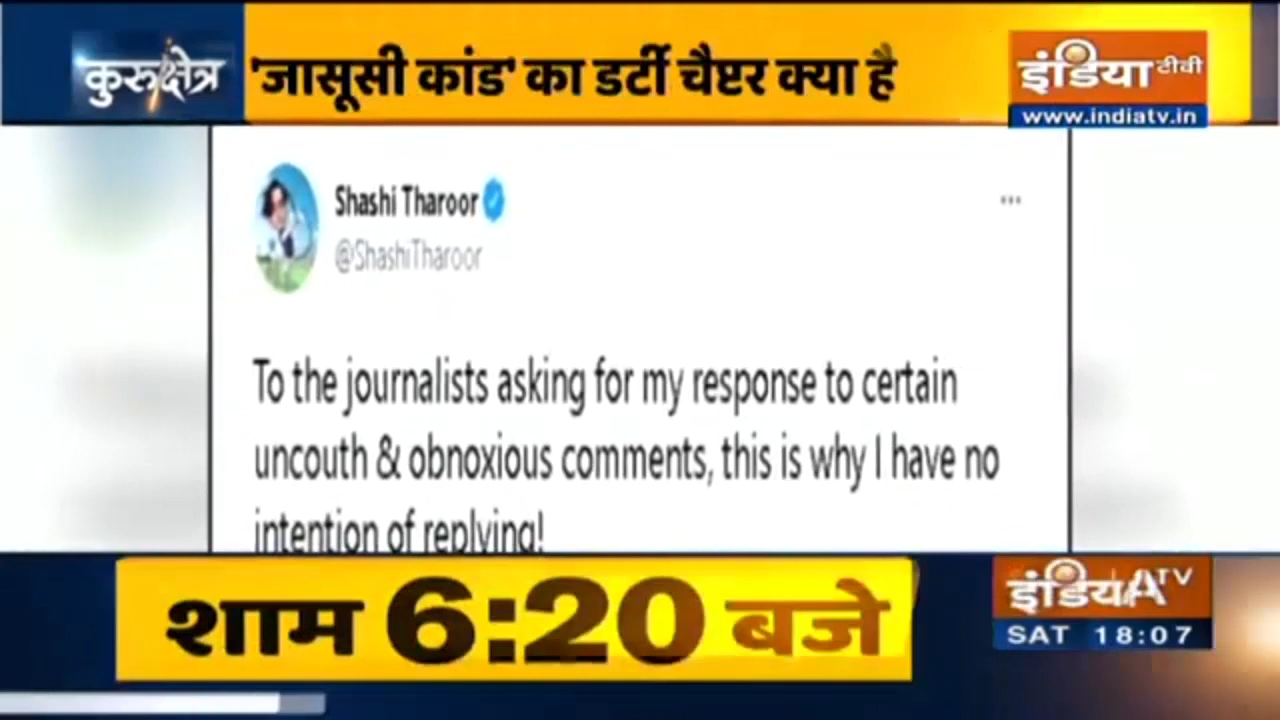 कुरुक्षेत्र
'जासूसी कांड' का डर्टी चैप्टर क्या है
इंडिया टीवी
www.indiatv.in
Shashi Tharoor
@ShashiTharoor
To the journalists asking for my response to certain
uncouth & obnoxious comments, this is why I have no
intention of replying!
शाम 6:20 बजे
इंडिया TV
SAT 18:07